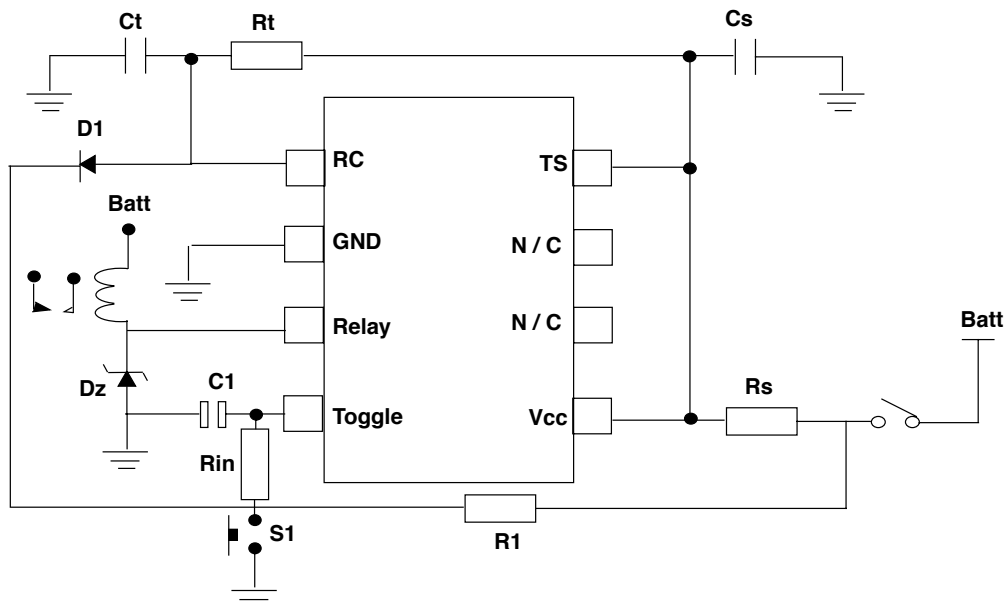 Ct
Rt
Cs
D1
RC
TS
Batt
GND
N / C
Relay
N / C
Batt
Dz
C1
Toggle
Vcc
Rs
Rin
S1
R1